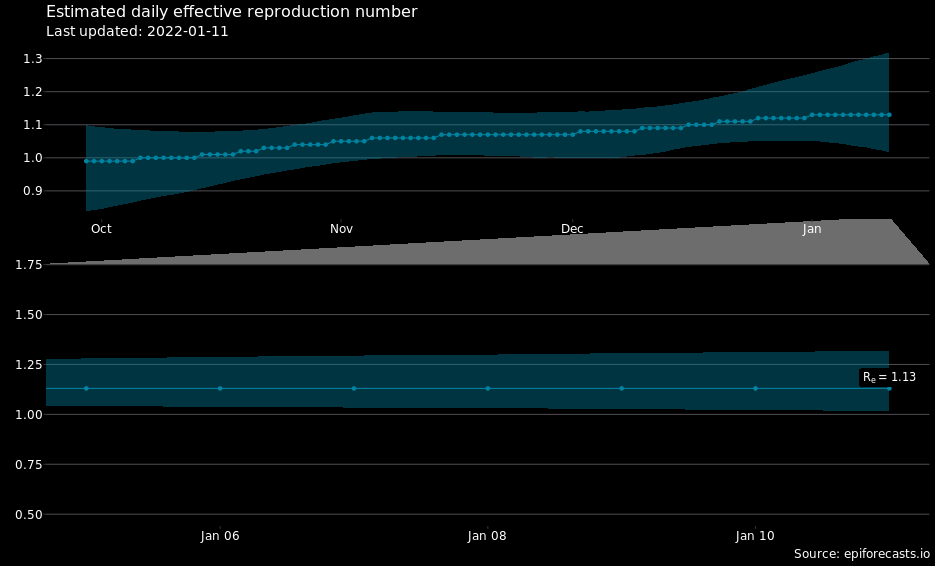 Estimated daily effective reproduction number
Last updated: 2022-01-11
1.3
1.2
1.1
1.0
0.9
Oct Nov Dec Jan
1.75
1.50
1.25
Re = 1.13
1.00
0.75
0.50
Jan 06 Jan 08 Jan 10
Source: epiforecasts.io